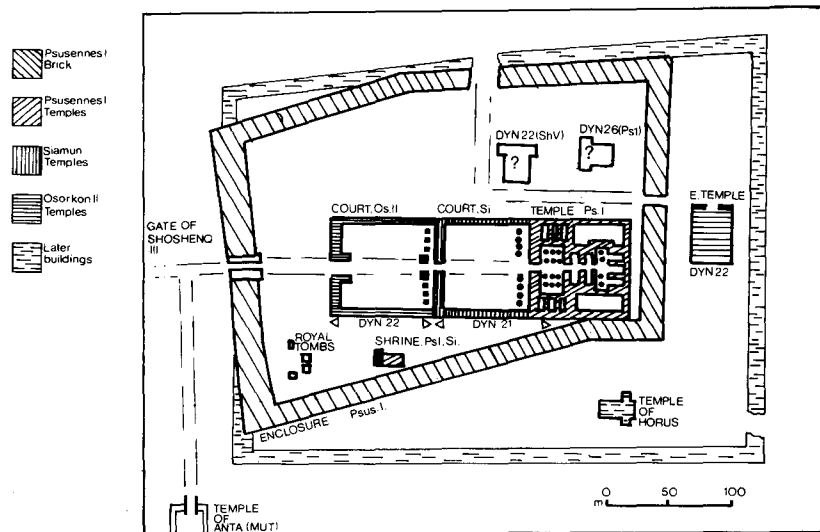 Psusennes I
Brick
Psusennes I
Temples
Siamun
Temples
Osorkon II
Temples
Later
buildings
GATE OF
SHOSHENQ
III
DYN 22(ShV)
?
DYN 26(Ps1)
?
COURT. Os.II
COURT. Si
TEMPLE Ps. I
E. TEMPLE
DYN 22
DYN 22
DYN 21
ROYAL
TOMBS
SHRINE. PsI, Si.
ENCLOSURE Psus. I.
TEMPLE
OF
HORUS
TEMPLE
OF
ANTA (MUT)
0 50 100
m